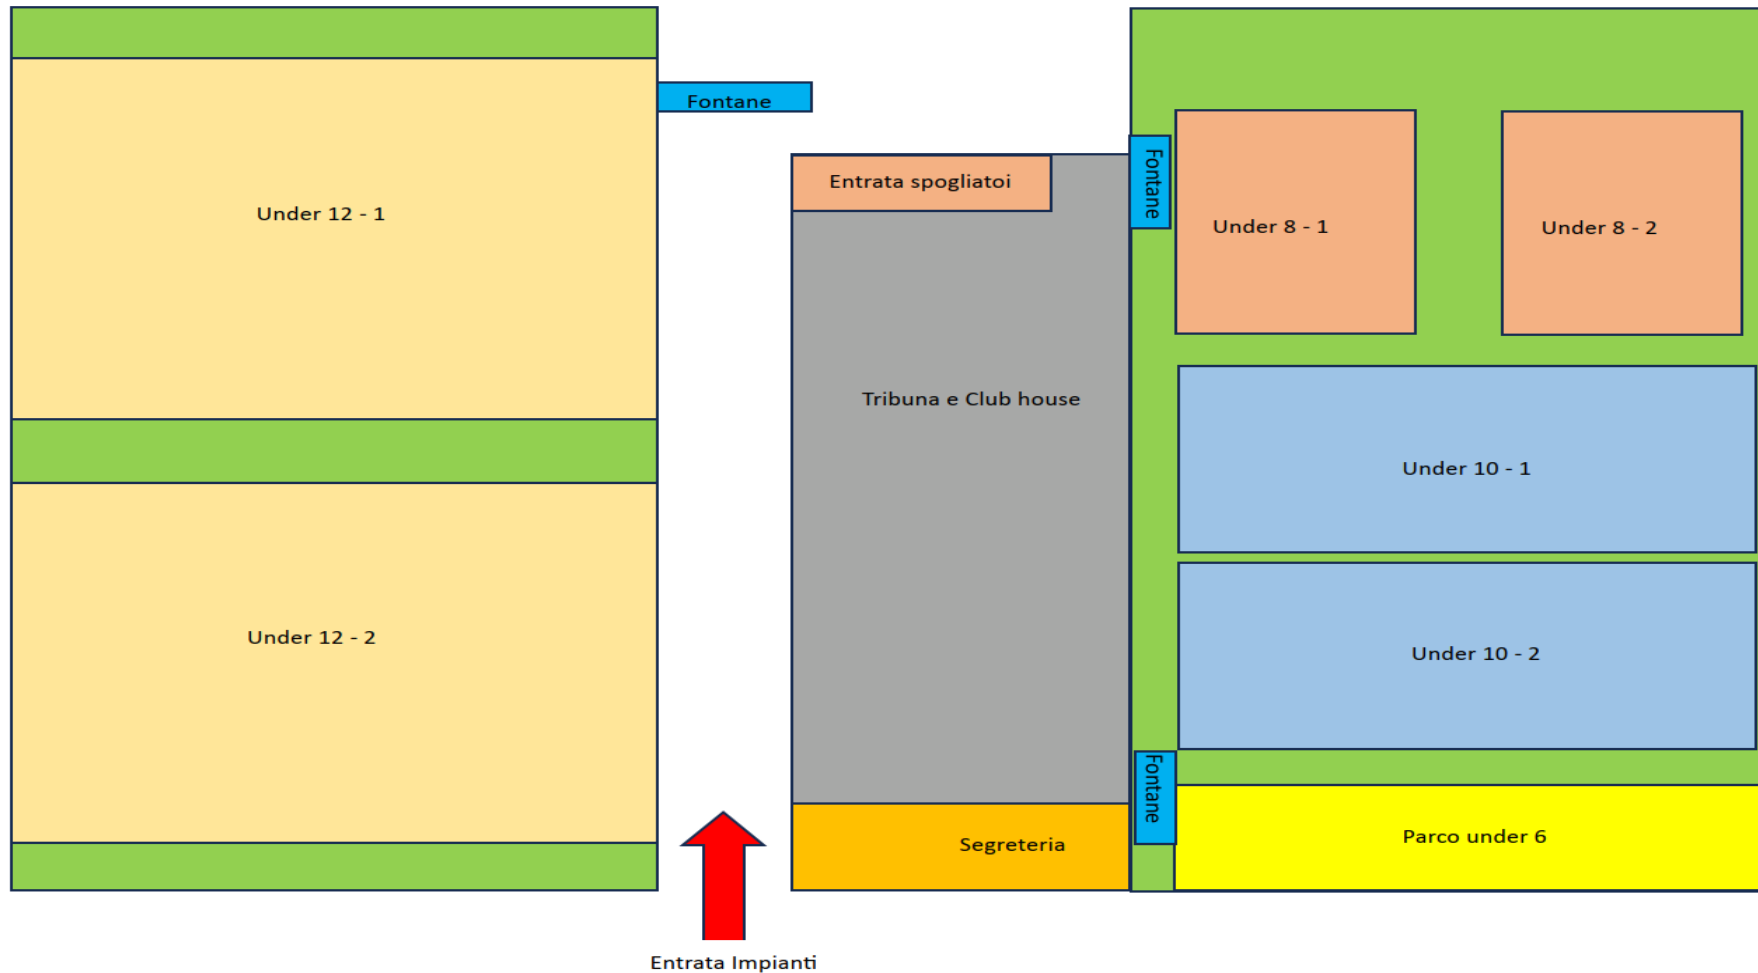 Fontane
Entrata spogliatoi
Fontane
Under 12 - 1
Under 8 - 1
Under 8 - 2
Tribuna e Club house
Under 10 - 1
Under 12 - 2
Under 10 - 2
Fontane
Segreteria
Parco under 6
Entrata Impianti